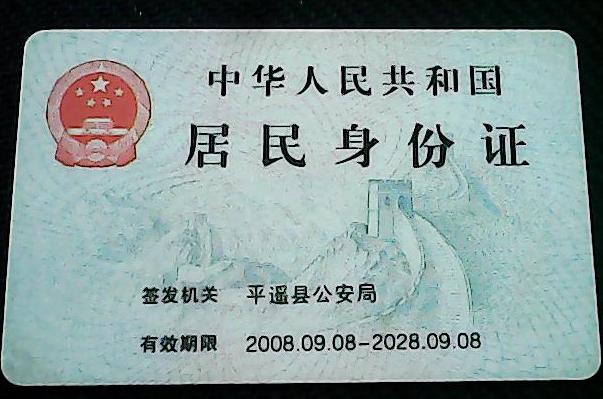 中华人民共和国
居民身份证
签发机关 平遥县公安局
有效期限 2008.09.08-2028.09.08